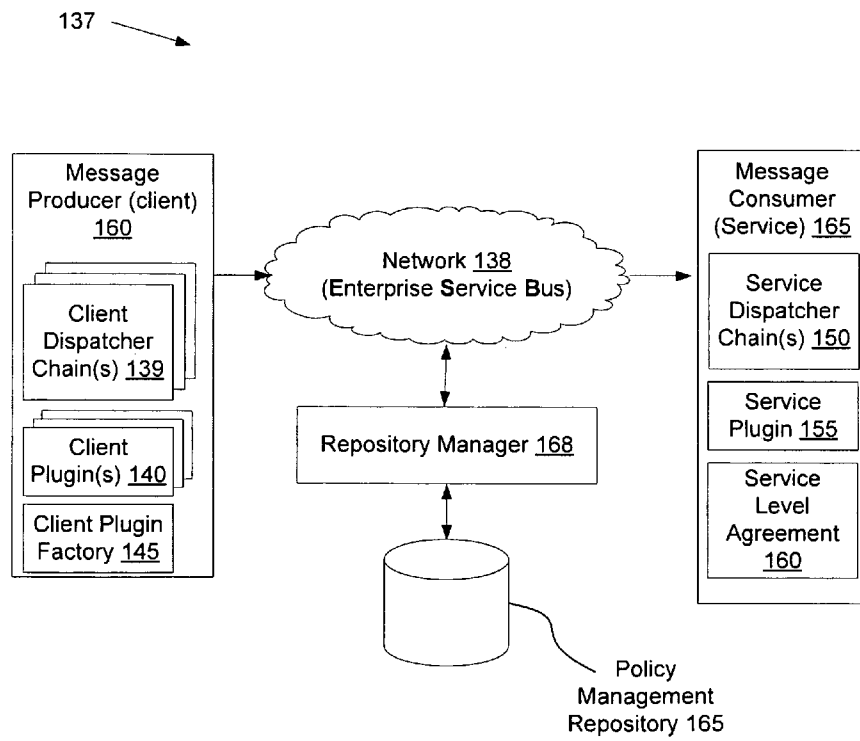 137
Message
Producer (client)
160
Client
Dispatcher
Chain(s) 139
Client
Plugin(s) 140
Client Plugin
Factory 145
Network 138
(Enterprise Service Bus)
Repository Manager 168
Policy
Management
Repository 165
Message
Consumer
(Service) 165
Service
Dispatcher
Chain(s) 150
Service
Plugin 155
Service
Level
Agreement
160